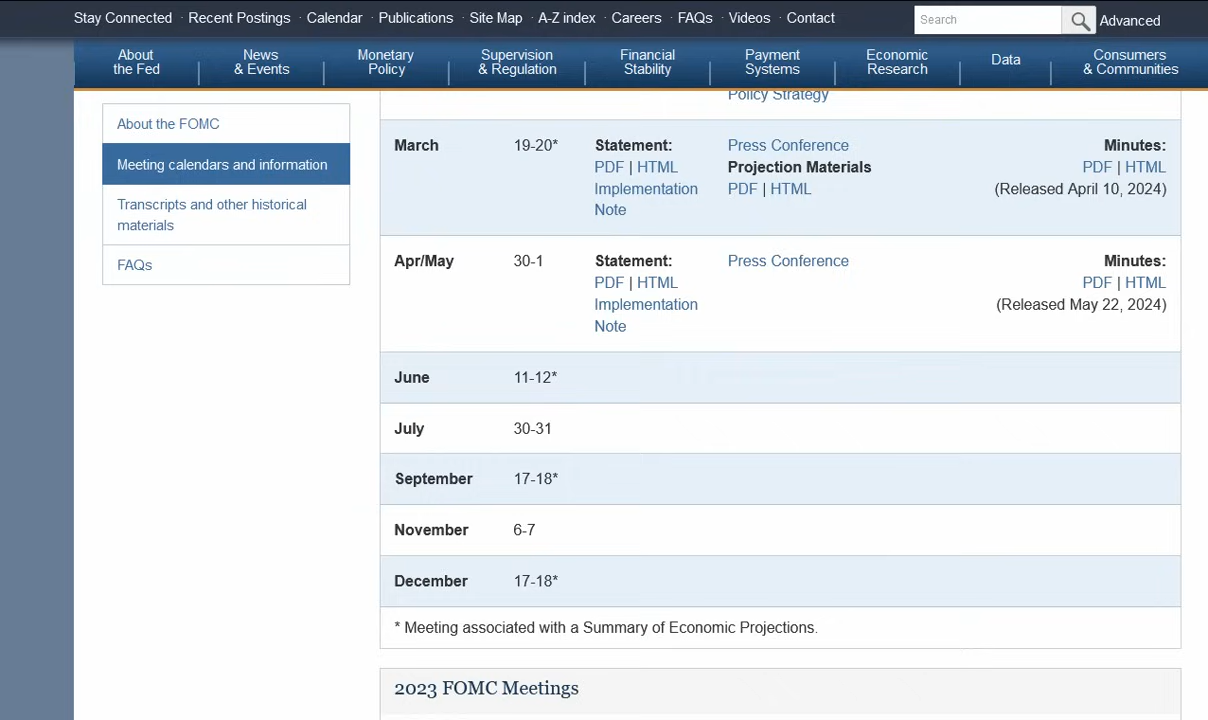 Stay Connected · Recent Postings · Calendar · Publications · Site Map · A-Z index · Careers · FAQs · Videos · Contact
Search
Advanced
About the Fed
News & Events
Monetary Policy
Supervision & Regulation
Financial Stability
Payment Systems
Economic Research
Data
Consumers & Communities
About the FOMC
Meeting calendars and information
Transcripts and other historical
materials
FAQs
Policy Strategy
March 19-20* Statement: Press Conference Minutes:
PDF | HTML Projection Materials PDF | HTML
Implementation PDF | HTML (Released April 10, 2024)
Note
Apr/May 30-1 Statement: Press Conference Minutes:
PDF | HTML PDF | HTML
Implementation (Released May 22, 2024)
Note
June 11-12*
July 30-31
September 17-18*
November 6-7
December 17-18*
* Meeting associated with a Summary of Economic Projections.
2023 FOMC Meetings